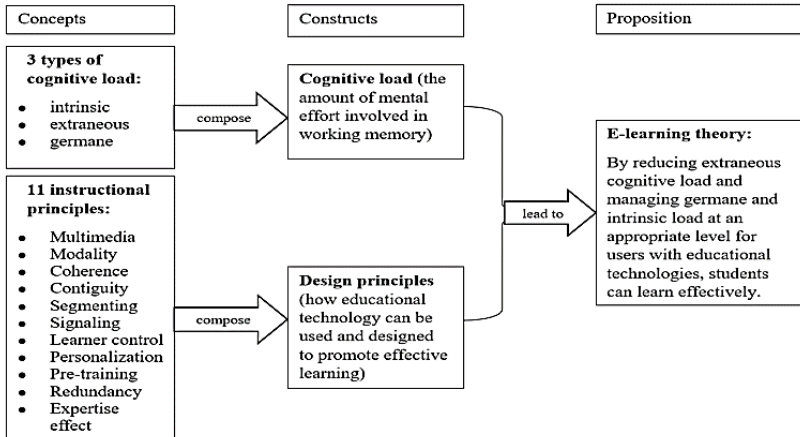 Concepts
3 types of
cognitive load:
• intrinsic
• extraneous
• germane
11 instructional
principles:
• Multimedia
• Modality
• Coherence
• Contiguity
• Segmenting
• Signaling
• Learner control
• Personalization
• Pre-training
• Redundancy
• Expertise
effect
compose
compose
Constructs
Cognitive load (the
amount of mental
effort involved in
working memory)
Design principles
(how educational
technology can be
used and designed
to promote effective
learning)
lead to
Proposition
E-learning theory:
By reducing extraneous
cognitive load and
managing germane and
intrinsic load at an
appropriate level for
users with educational
technologies, students
can learn effectively.